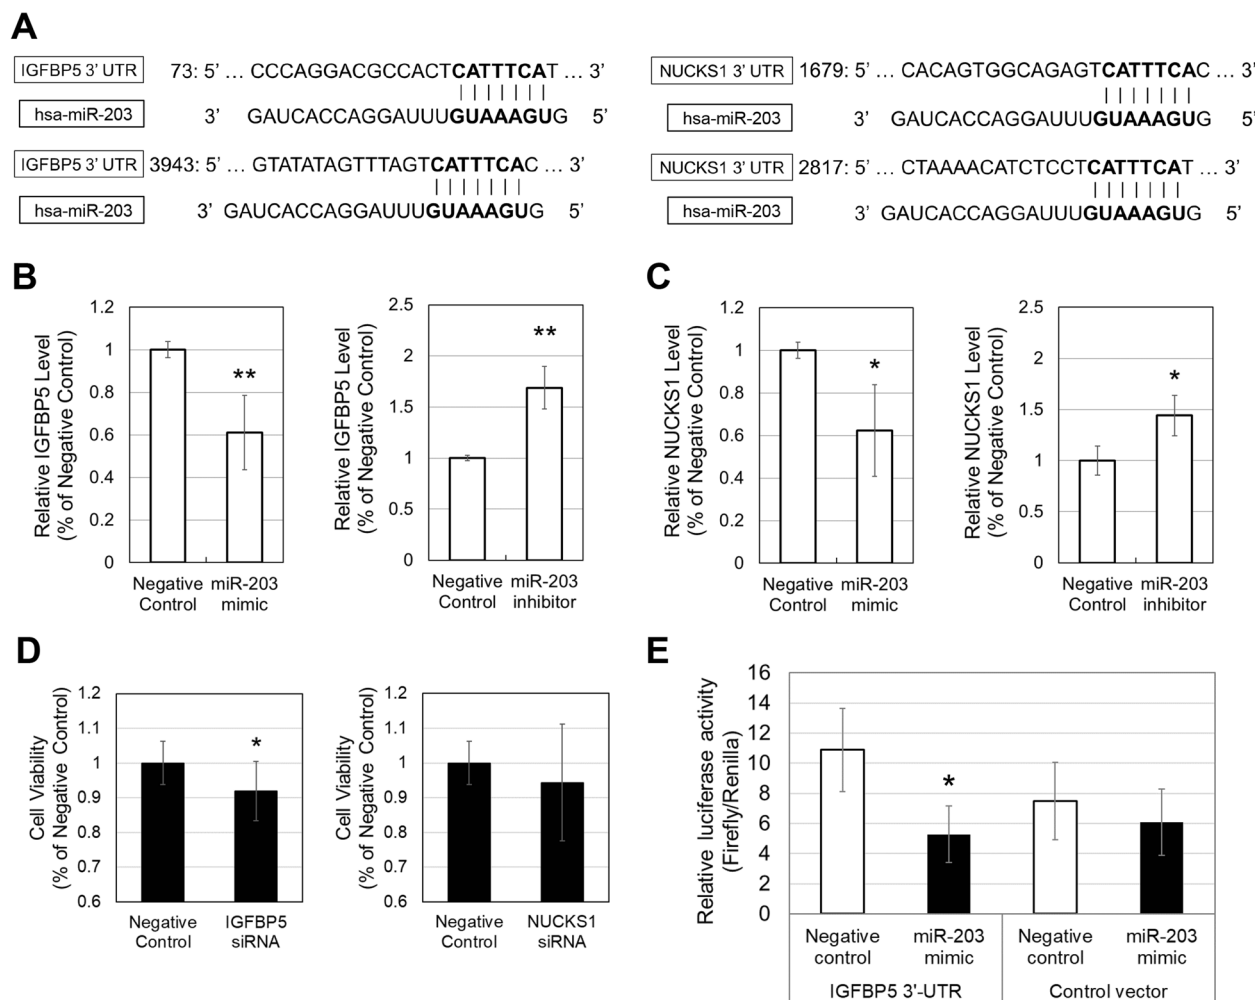 A
IGFBP5 3' UTR 73: 5' ... CCCAGGACGCCACTCATTTCAT ... 3'
hsa-miR-203 3' GAUCACCAGGAUUUGUAAAGUG 5'
IGFBP5 3' UTR 3943: 5' ... GTATATAGTTTAGTCATTTCAC ... 3'
hsa-miR-203 3' GAUCACCAGGAUUUGUAAAGUG 5'
NUCKS1 3' UTR 1679: 5' ... CACAGTGGCAGAGTCATTTCAC ... 3'
hsa-miR-203 3' GAUCACCAGGAUUUGUAAAGUG 5'
NUCKS1 3' UTR 2817: 5' ... CTAAAACATCTCCTCATTTCAT ... 3'
hsa-miR-203 3' GAUCACCAGGAUUUGUAAAGUG 5'
B
Relative IGFBP5 Level
(% of Negative Control)
1.2
1
0.8
0.6
0.4
0.2
0
**
Negative
Control
miR-203
mimic
Relative IGFBP5 Level
(% of Negative Control)
2.5
2
1.5
1
0.5
0
**
Negative
Control
miR-203
inhibitor
C
Relative NUCKS1 Level
(% of Negative Control)
1.2
1
0.8
0.6
0.4
0.2
0
*
Negative
Control
miR-203
mimic
Relative NUCKS1 Level
(% of Negative Control)
2.5
2
1.5
1
0.5
0
*
Negative
Control
miR-203
inhibitor
D
Cell Viability
(% of Negative Control)
1.2
1.1
1
0.9
0.8
0.7
0.6
*
Negative
Control
IGFBP5
siRNA
Cell Viability
(% of Negative Control)
1.2
1.1
1
0.9
0.8
0.7
0.6
Negative
Control
NUCKS1
siRNA
E
Relative luciferase activity
(Firefly/Renilla)
16
14
12
10
8
6
4
2
0
*
Negative
control
miR-203
mimic
Negative
control
miR-203
mimic
IGFBP5 3'-UTR
Control vector